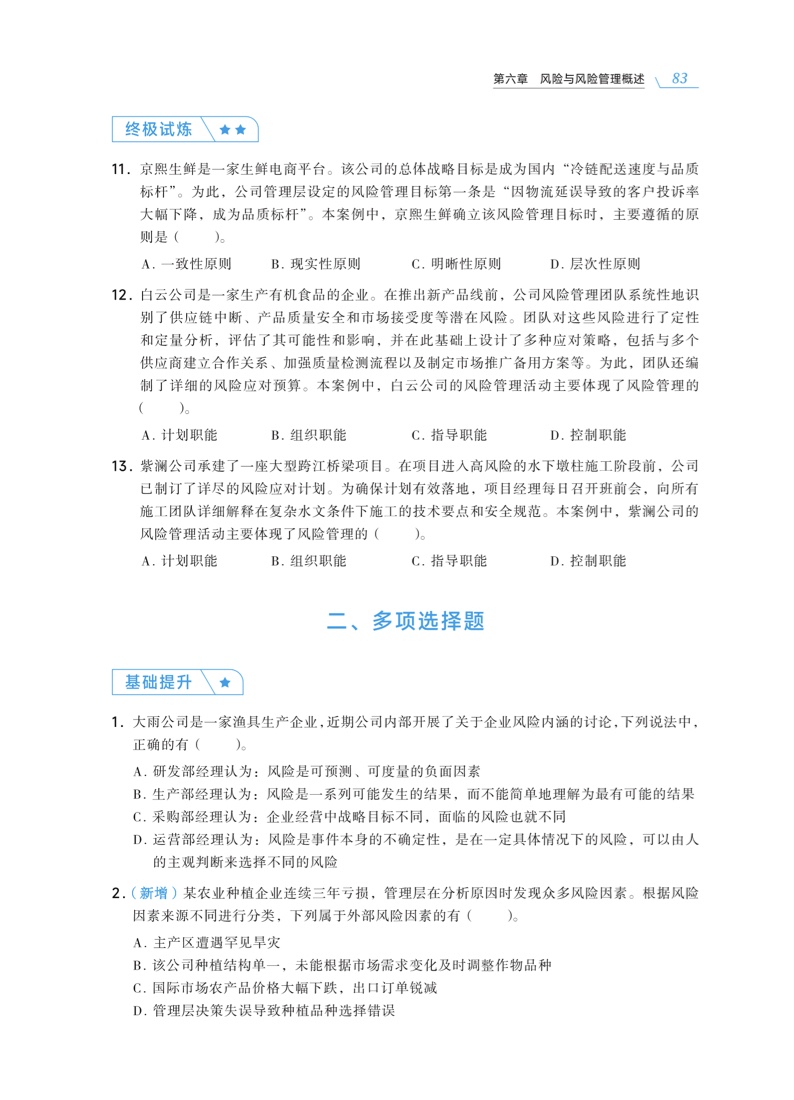 第六章 风险与风险管理概述 83
终极试炼 ★★
11. 京熙生鲜是一家生鲜电商平台。该公司的总体战略目标是成为国内“冷链配送速度与品质
标杆”。为此，公司管理层设定的风险管理目标第一条是“因物流延误导致的客户投诉率
大幅下降，成为品质标杆”。本案例中，京熙生鲜确立该风险管理目标时，主要遵循的原
则是（ ）。
A. 一致性原则 B. 现实性原则 C. 明晰性原则 D. 层次性原则
12. 白云公司是一家生产有机食品的企业。在推出新产品线前，公司风险管理团队系统性地识
别了供应链中断、产品质量安全和市场接受度等潜在风险。团队对这些风险进行了定性
和定量分析，评估了其可能性和影响，并在此基础上设计了多种应对策略，包括与多个
供应商建立合作关系、加强质量检测流程以及制定市场推广备用方案等。为此，团队还编
制了详细的风险应对预算。本案例中，白云公司的风险管理活动主要体现了风险管理的
（ ）。
A. 计划职能 B. 组织职能 C. 指导职能 D. 控制职能
13. 紫澜公司承建了一座大型跨江桥梁项目。在项目进入高风险的水下墩柱施工阶段前，公司
已制订了详尽的风险应对计划。为确保计划有效落地，项目经理每日召开班前会，向所有
施工团队详细解释在复杂水文条件下施工的技术要点和安全规范。本案例中，紫澜公司的
风险管理活动主要体现了风险管理的（ ）。
A. 计划职能 B. 组织职能 C. 指导职能 D. 控制职能
二、多项选择题
基础提升 ★
1. 大雨公司是一家渔具生产企业，近期公司内部开展了关于企业风险内涵的讨论，下列说法中，
正确的有（ ）。
A. 研发部经理认为：风险是可预测、可度量的负面因素
B. 生产部经理认为：风险是一系列可能发生的结果，而不能简单地理解为最有可能的结果
C. 采购部经理认为：企业经营中战略目标不同，面临的风险也就不同
D. 运营部经理认为：风险是事件本身的不确定性，是在一定具体情况下的风险，可以由人
的主观判断来选择不同的风险
2.（新增）某农业种植企业连续三年亏损，管理层在分析原因时发现众多风险因素。根据风险
因素来源不同进行分类，下列属于外部风险因素的有（ ）。
A. 主产区遭遇罕见旱灾
B. 该公司种植结构单一，未能根据市场需求变化及时调整作物品种
C. 国际市场农产品价格大幅下跌，出口订单锐减
D. 管理层决策失误导致种植品种选择错误